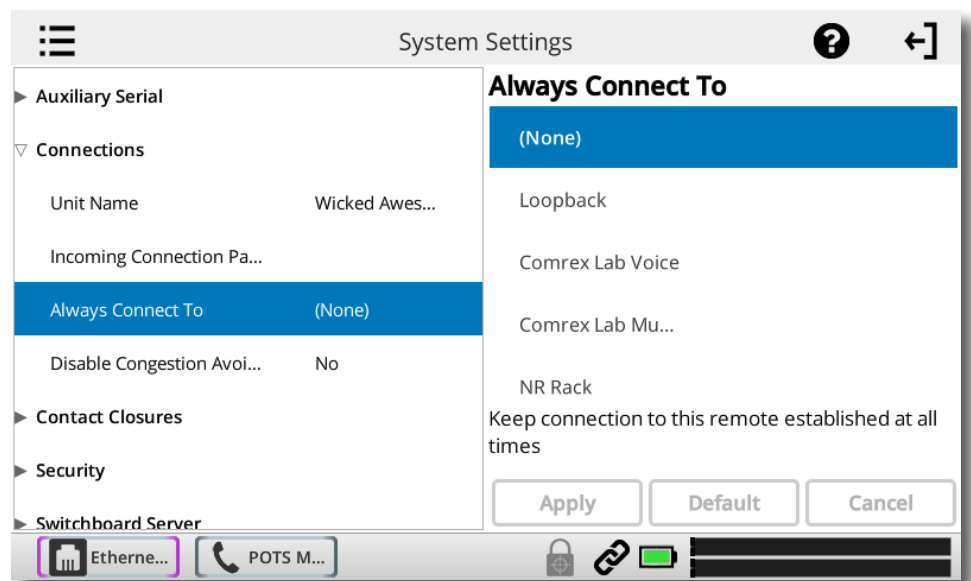 System Settings
Auxiliary Serial
Connections
Unit Name Wicked Awes...
Incoming Connection Pa...
Always Connect To (None)
Disable Congestion Avoi... No
Contact Closures
Security
Switchboard Server
Always Connect To
(None)
Loopback
Comrex Lab Voice
Comrex Lab Mu...
NR Rack
Keep connection to this remote established at all
times
Apply Default Cancel
Etherne... POTS M...